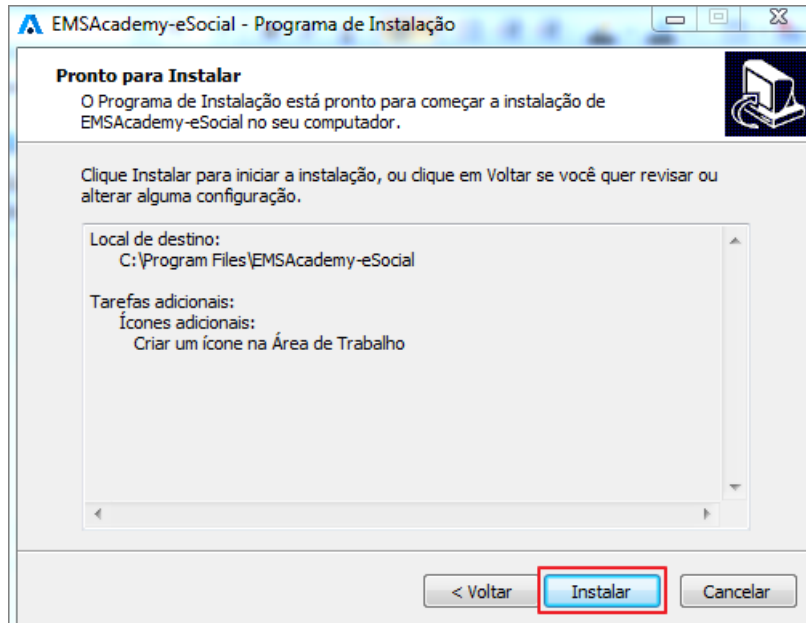 EMSAcademy-eSocial - Programa de Instalação
Pronto para Instalar
O Programa de Instalação está pronto para começar a instalação de
EMSAcademy-eSocial no seu computador.
Clique Instalar para iniciar a instalação, ou clique em Voltar se você quer revisar ou
alterar alguma configuração.
Local de destino:
C:\Program Files\EMSAcademy-eSocial
Tarefas adicionais:
Ícones adicionais:
Criar um ícone na Área de Trabalho
< Voltar
Instalar
Cancelar